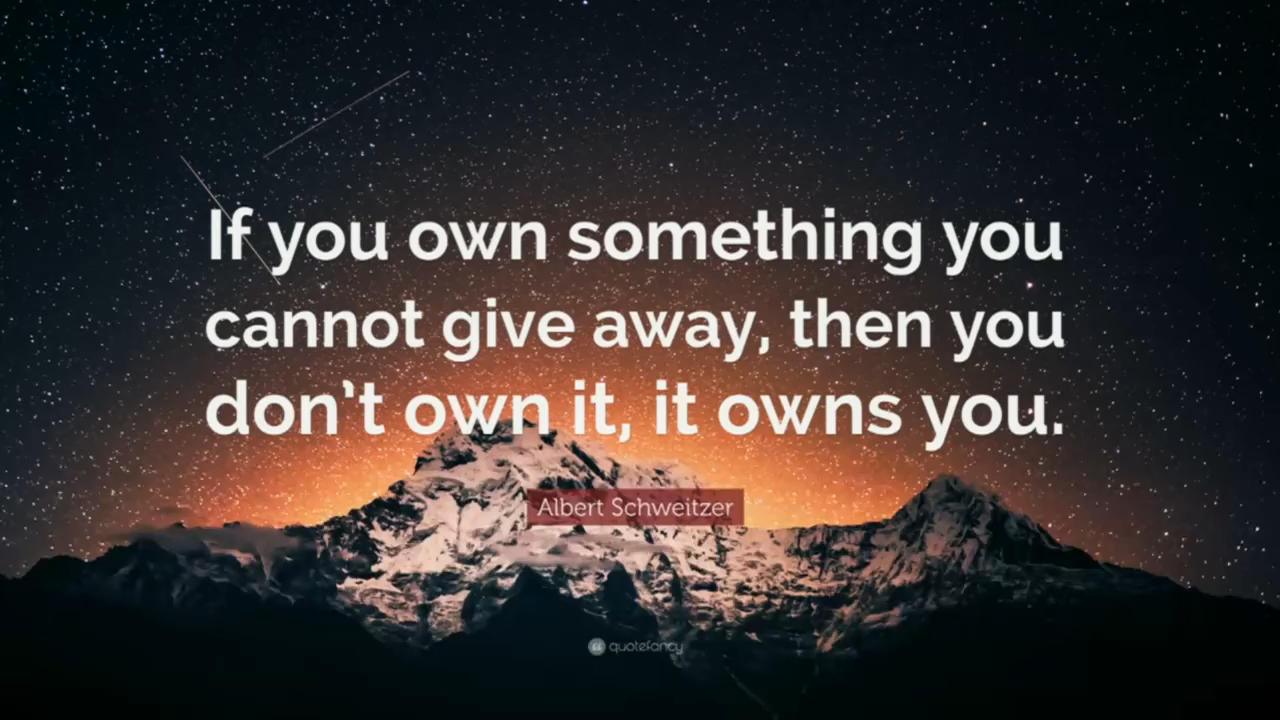 If you own something you
cannot give away, then you
don’t own it, it owns you.
Albert Schweitzer
quotefancy